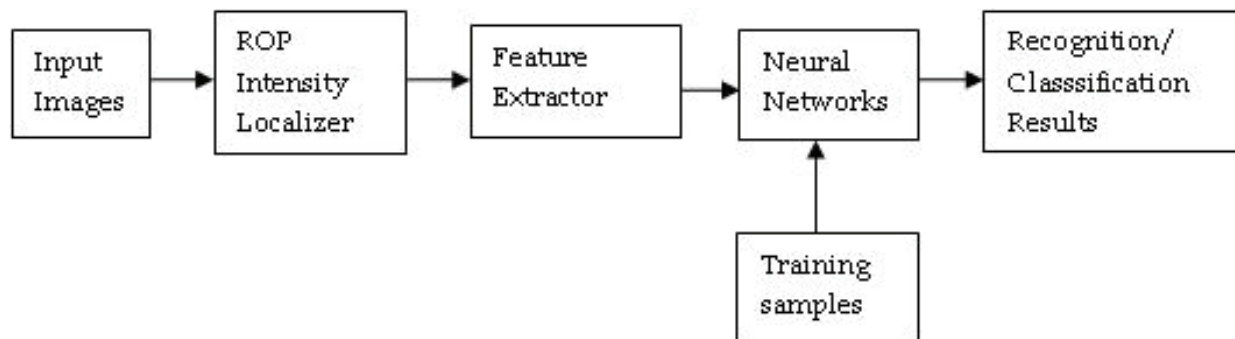 Input
Images
ROP
Intensity
Localizer
Feature
Extractor
Neural
Networks
Recognition/
Classsification
Results
Training
samples